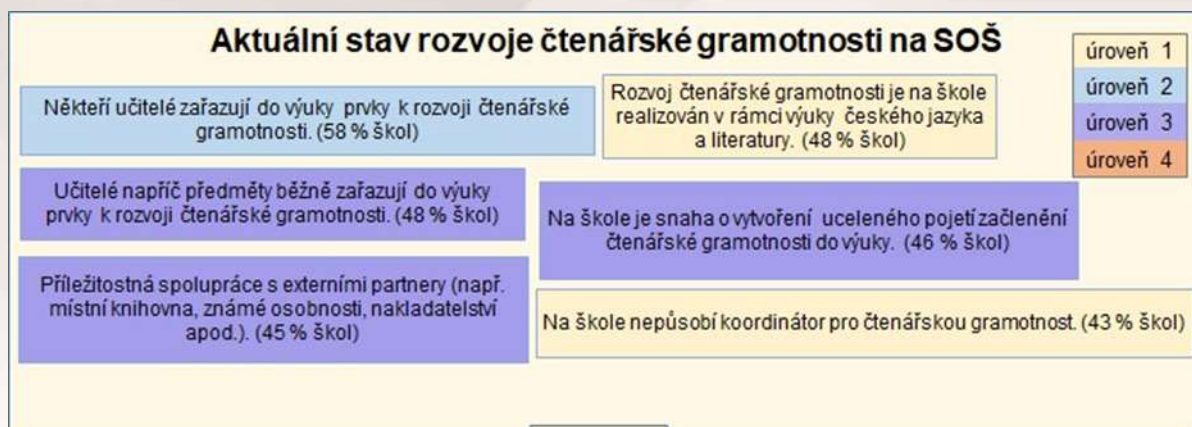 Aktuální stav rozvoje čtenářské gramotnosti na SOŠ
úroveň 1
úroveň 2
úroveň 3
úroveň 4
Někteří učitelé zařazují do výuky prvky k rozvoji čtenářské
gramotnosti. (58 % škol)
Rozvoj čtenářské gramotnosti je na škole
realizován v rámci výuky českého jazyka
a literatury. (48 % škol)
Učitelé napříč předměty běžně zařazují do výuky
prvky k rozvoji čtenářské gramotnosti. (48 % škol)
Na škole je snaha o vytvoření uceleného pojetí začlenění
čtenářské gramotnosti do výuky. (46 % škol)
Příležitostná spolupráce s externími partnery (např.
místní knihovna, známé osobnosti, nakladatelství
apod.). (45 % škol)
Na škole nepůsobí koordinátor pro čtenářskou gramotnost. (43 % škol)